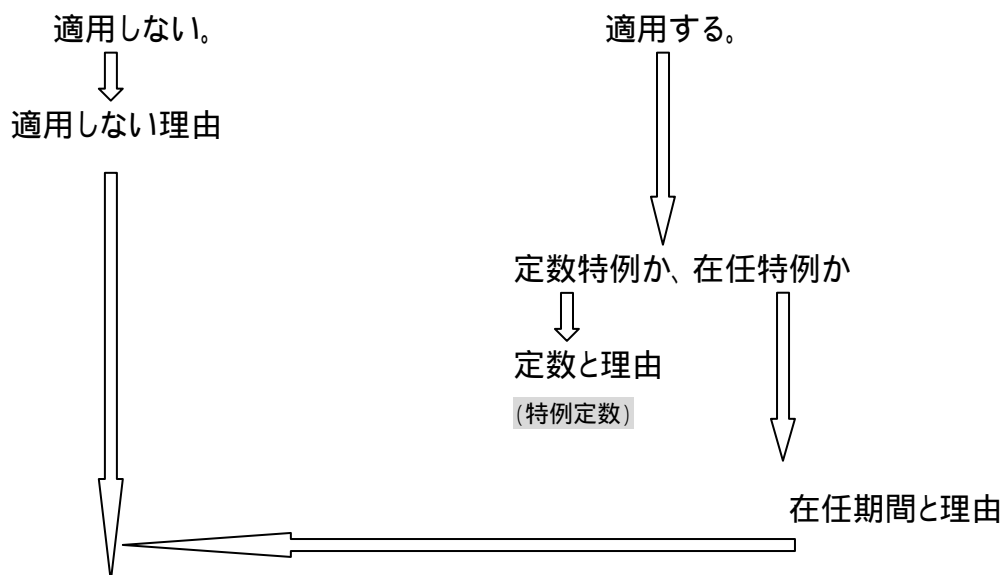 適用しない。
適用する。
適用しない理由
定数特例か、在任特例か
定数と理由
(特例定数)
在任期間と理由